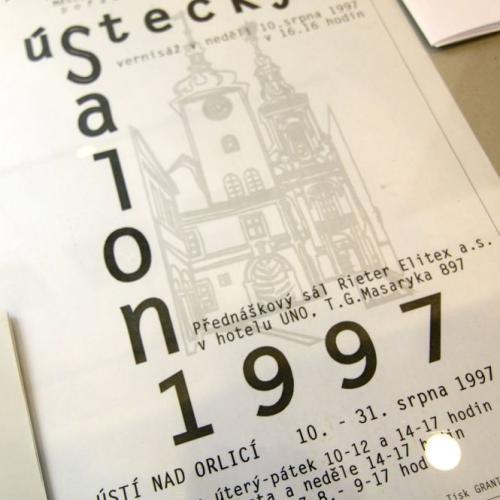 ústecký
Salon
vernisáž v neděli 10.srpna 1997
v 16.16 hodin
Přednáškový sál Rieter Elitex a.s.
v hotelu UNO, T.G.Masaryka 897
1997
ÚSTÍ NAD ORLICÍ 10. - 31. srpna 1997
úterý-pátek 10-12 a 14-17 hodin
a neděle 14-17
8.- 9-17 hod
Tisk GRANT